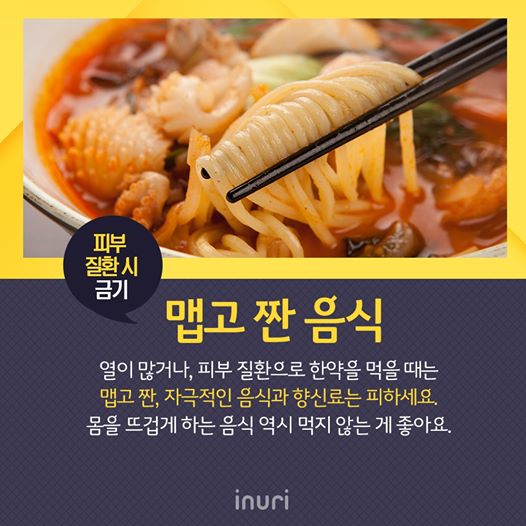 피부
질환 시
금기
맵고 짠 음식
열이 많거나, 피부 질환으로 한약을 먹을 때는
맵고 짠, 자극적인 음식과 향신료는 피하세요.
몸을 뜨겁게 하는 음식 역시 먹지 않는 게 좋아요.
inuri